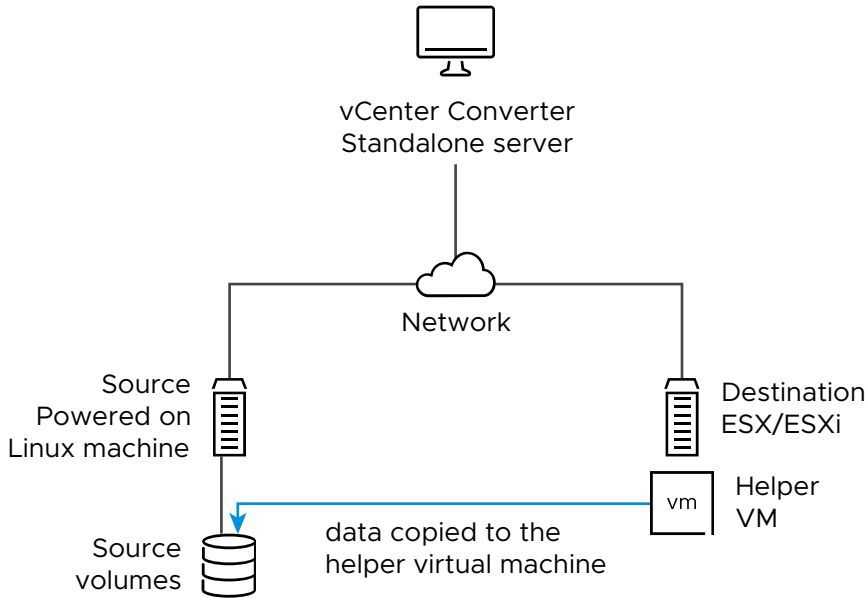 vCenter Converter
Standalone server
Network
Source
Powered on
Linux machine
Destination
ESX/ESXi
vm
Helper
VM
data copied to the
helper virtual machine
Source
volumes